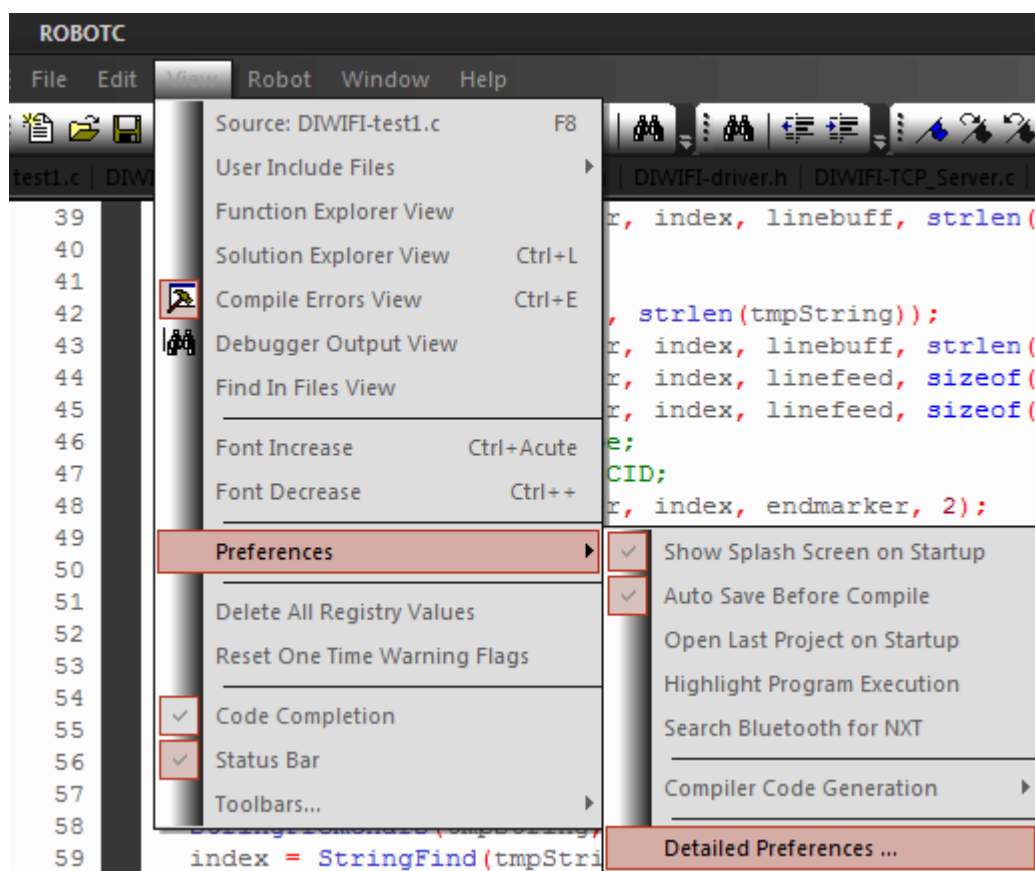 ROBOTC
File Edit View Robot Window Help
Source: DIWIFI-test1.c F8
test1.c DIWI DIWIFI-driver.h DIWIFI-TCP_Server.c
User Include Files
39 r, index, linebuff, strlen(
Function Explorer View
40
Solution Explorer View Ctrl+L
41
Compile Errors View Ctrl+E
42 , strlen(tmpString));
43 r, index, linebuff, strlen(
Debugger Output View
44 r, index, linefeed, sizeof(
Find In Files View
45 r, index, linefeed, sizeof(
46 e;
Font Increase Ctrl+Acute
47 CID;
Font Decrease Ctrl++
48 r, index, endmarker, 2);
49
Preferences
Show Splash Screen on Startup
50
51
Auto Save Before Compile
Delete All Registry Values
52
Open Last Project on Startup
53
Reset One Time Warning Flags
Highlight Program Execution
54
Code Completion
Search Bluetooth for NXT
55
56
Status Bar
57
Compiler Code Generation
Toolbars...
58
59 index = StringFind(tmpStri
Detailed Preferences ...